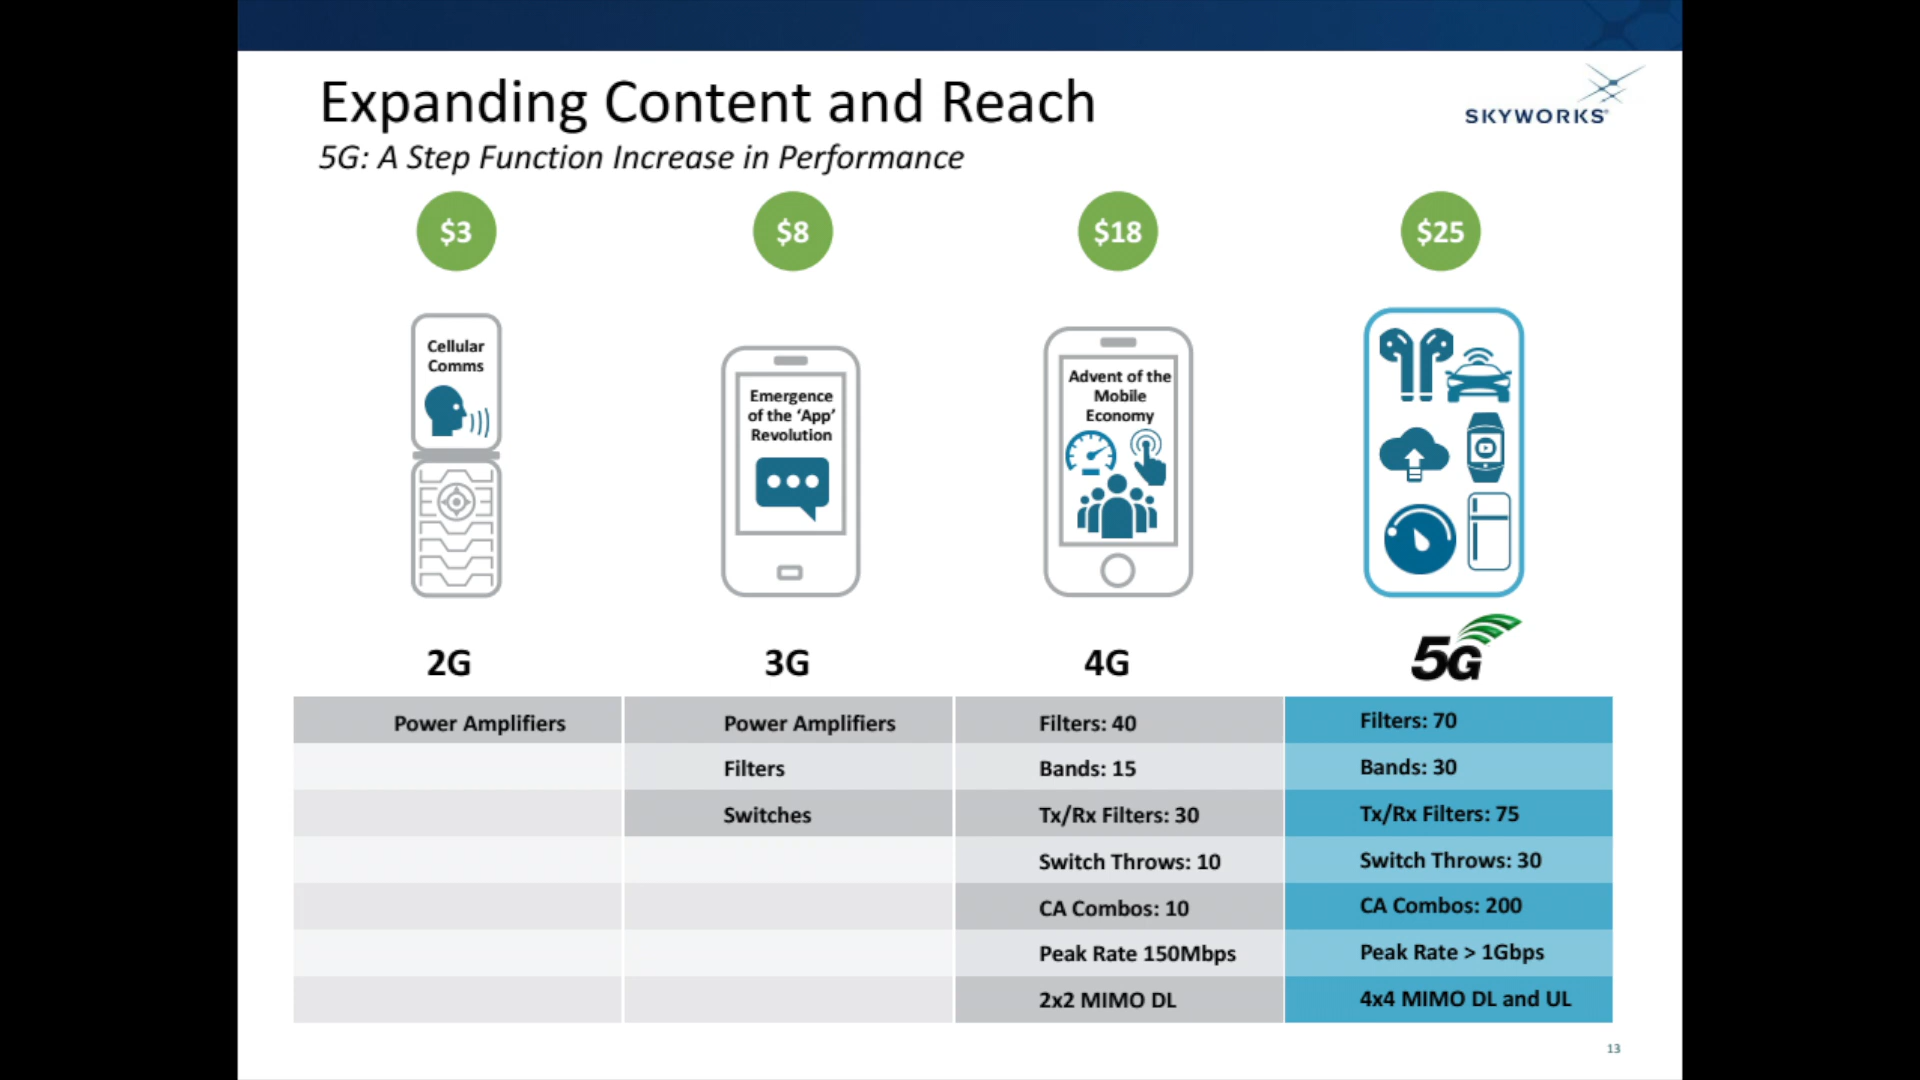 Expanding Content and Reach
5G: A Step Function Increase in Performance
SKYWORKS®
$3
$8
$18
$25
Cellular
Comms
Emergence
of the ‘App’
Revolution
Advent of the
Mobile
Economy
2G
3G
4G
5G
Power Amplifiers
Power Amplifiers
Filters: 40
Filters: 70
Filters
Bands: 15
Bands: 30
Switches
Tx/Rx Filters: 30
Tx/Rx Filters: 75
Switch Throws: 10
Switch Throws: 30
CA Combos: 10
CA Combos: 200
Peak Rate 150Mbps
Peak Rate > 1Gbps
2x2 MIMO DL
4x4 MIMO DL and UL
13